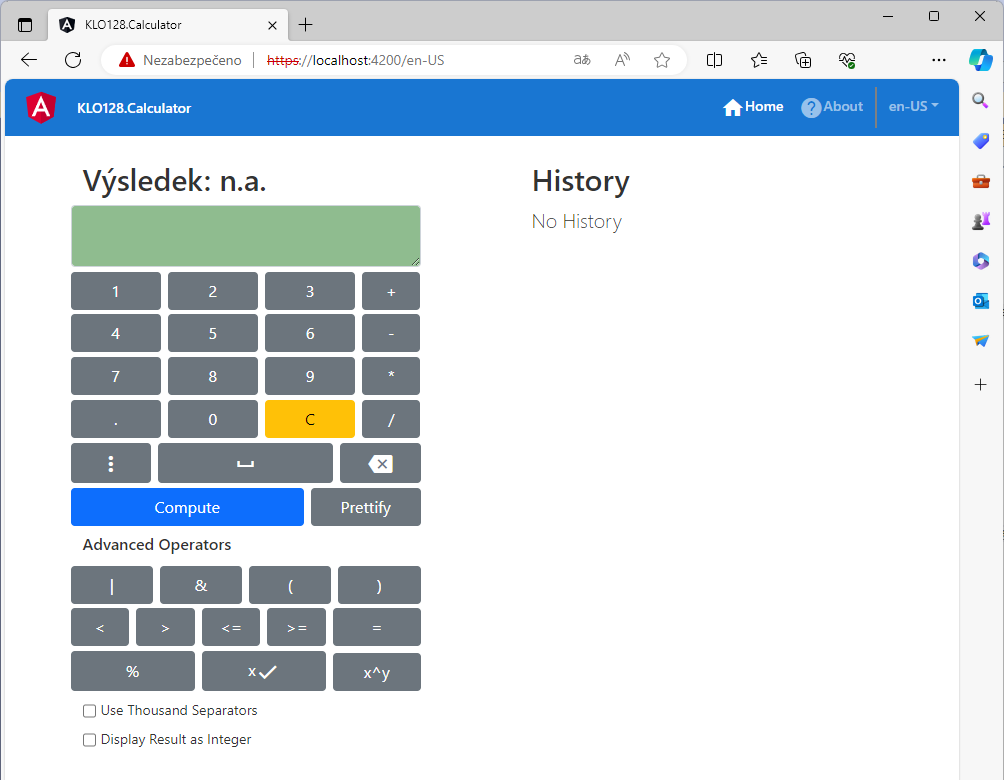 KLO128.Calculator
Nezabezpečeno https://localhost:4200/en-US
KLO128.Calculator Home About en-US
Výsledek: n.a.
1 2 3 +
4 5 6 -
7 8 9 *
. 0 C /
Compute Prettify
Advanced Operators
| & ( )
< > <= >= =
% x x^y
Use Thousand Separators
Display Result as Integer
History
No History